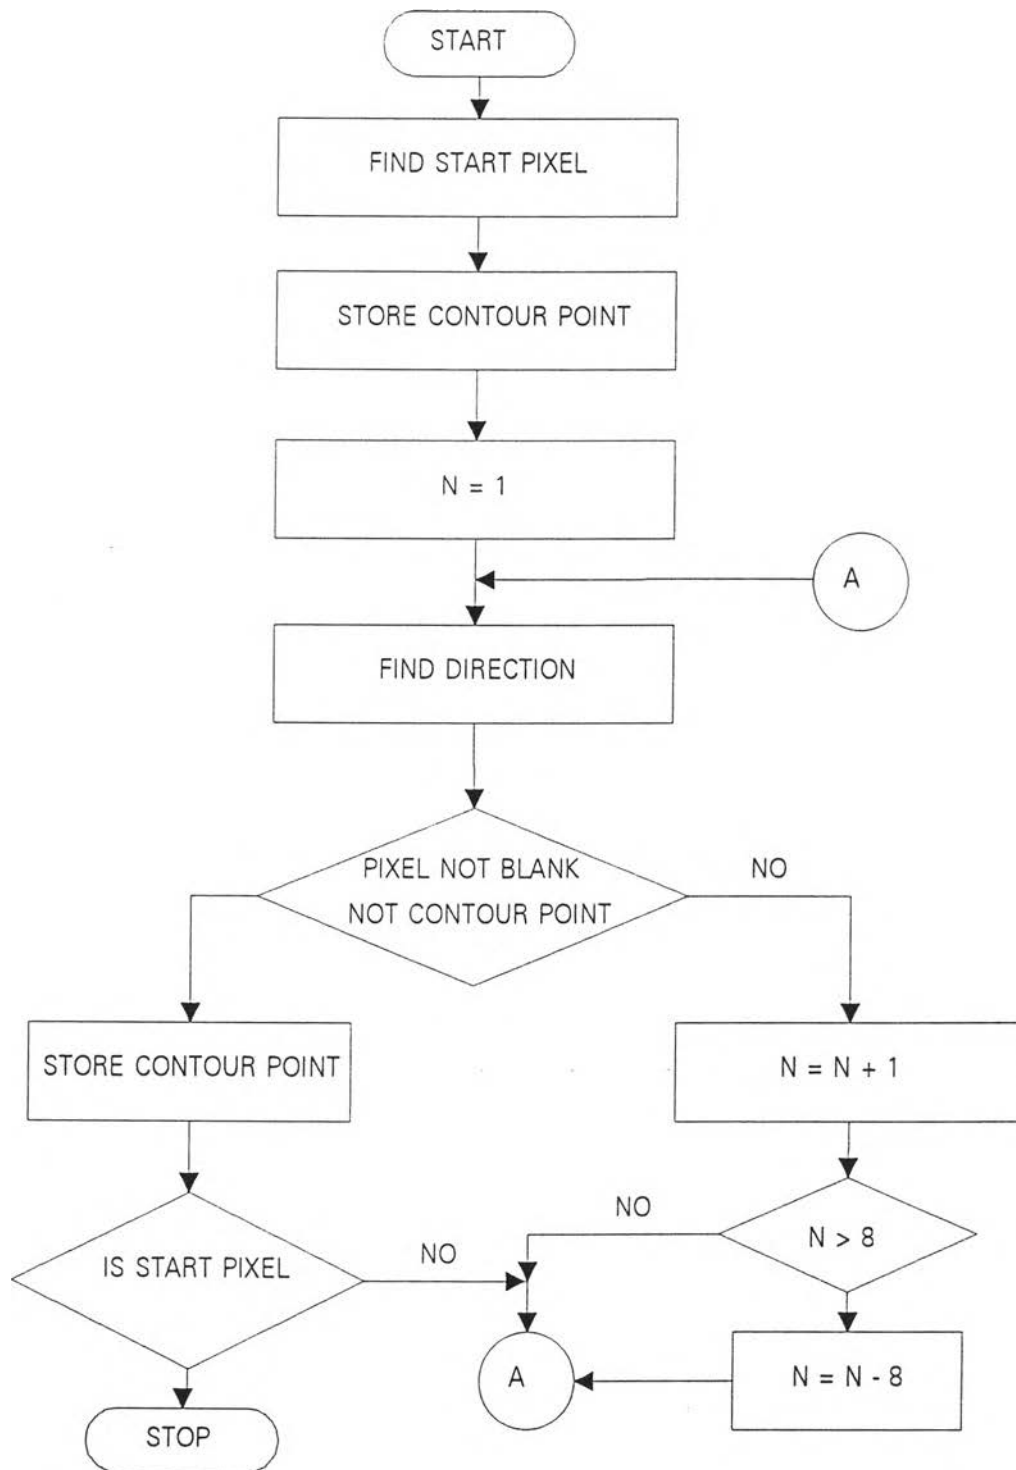 START
FIND START PIXEL
STORE CONTOUR POINT
N = 1
A
FIND DIRECTION
PIXEL NOT BLANK
NOT CONTOUR POINT
NO
STORE CONTOUR POINT
N = N + 1
NO
N > 8
IS START PIXEL
NO
A
N = N - 8
STOP